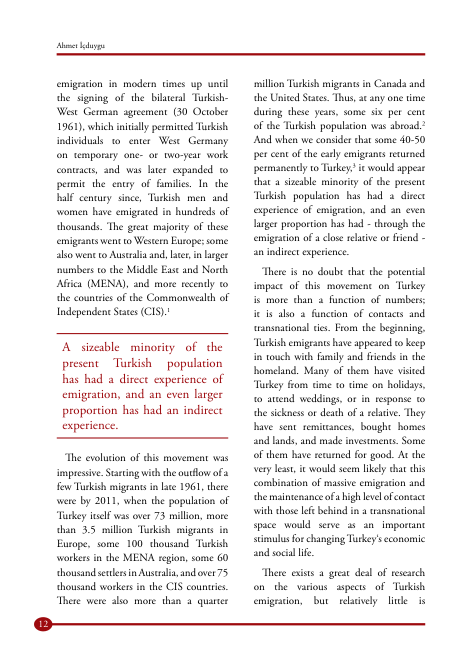 Ahmet İçduygu
emigration in modern times up until
the signing of the bilateral Turkish-
West German agreement (30 October
1961), which initially permitted Turkish
individuals to enter West Germany
on temporary one- or two-year work
contracts, and was later expanded to
permit the entry of families. In the
half century since, Turkish men and
women have emigrated in hundreds of
thousands. The great majority of these
emigrants went to Western Europe; some
also went to Australia and, later, in larger
numbers to the Middle East and North
Africa (MENA), and more recently to
the countries of the Commonwealth of
Independent States (CIS).1
A sizeable minority of the
present Turkish population
has had a direct experience of
emigration, and an even larger
proportion has had an indirect
experience.
The evolution of this movement was
impressive. Starting with the outflow of a
few Turkish migrants in late 1961, there
were by 2011, when the population of
Turkey itself was over 73 million, more
than 3.5 million Turkish migrants in
Europe, some 100 thousand Turkish
workers in the MENA region, some 60
thousand settlers in Australia, and over 75
thousand workers in the CIS countries.
There were also more than a quarter
million Turkish migrants in Canada and
the United States. Thus, at any one time
during these years, some six per cent
of the Turkish population was abroad.2
And when we consider that some 40-50
per cent of the early emigrants returned
permanently to Turkey,3 it would appear
that a sizeable minority of the present
Turkish population has had a direct
experience of emigration, and an even
larger proportion has had - through the
emigration of a close relative or friend -
an indirect experience.
There is no doubt that the potential
impact of this movement on Turkey
is more than a function of numbers;
it is also a function of contacts and
transnational ties. From the beginning,
Turkish emigrants have appeared to keep
in touch with family and friends in the
homeland. Many of them have visited
Turkey from time to time on holidays,
to attend weddings, or in response to
the sickness or death of a relative. They
have sent remittances, bought homes
and lands, and made investments. Some
of them have returned for good. At the
very least, it would seem likely that this
combination of massive emigration and
the maintenance of a high level of contact
with those left behind in a transnational
space would serve as an important
stimulus for changing Turkey's economic
and social life.
There exists a great deal of research
on the various aspects of Turkish
emigration, but relatively little is
12